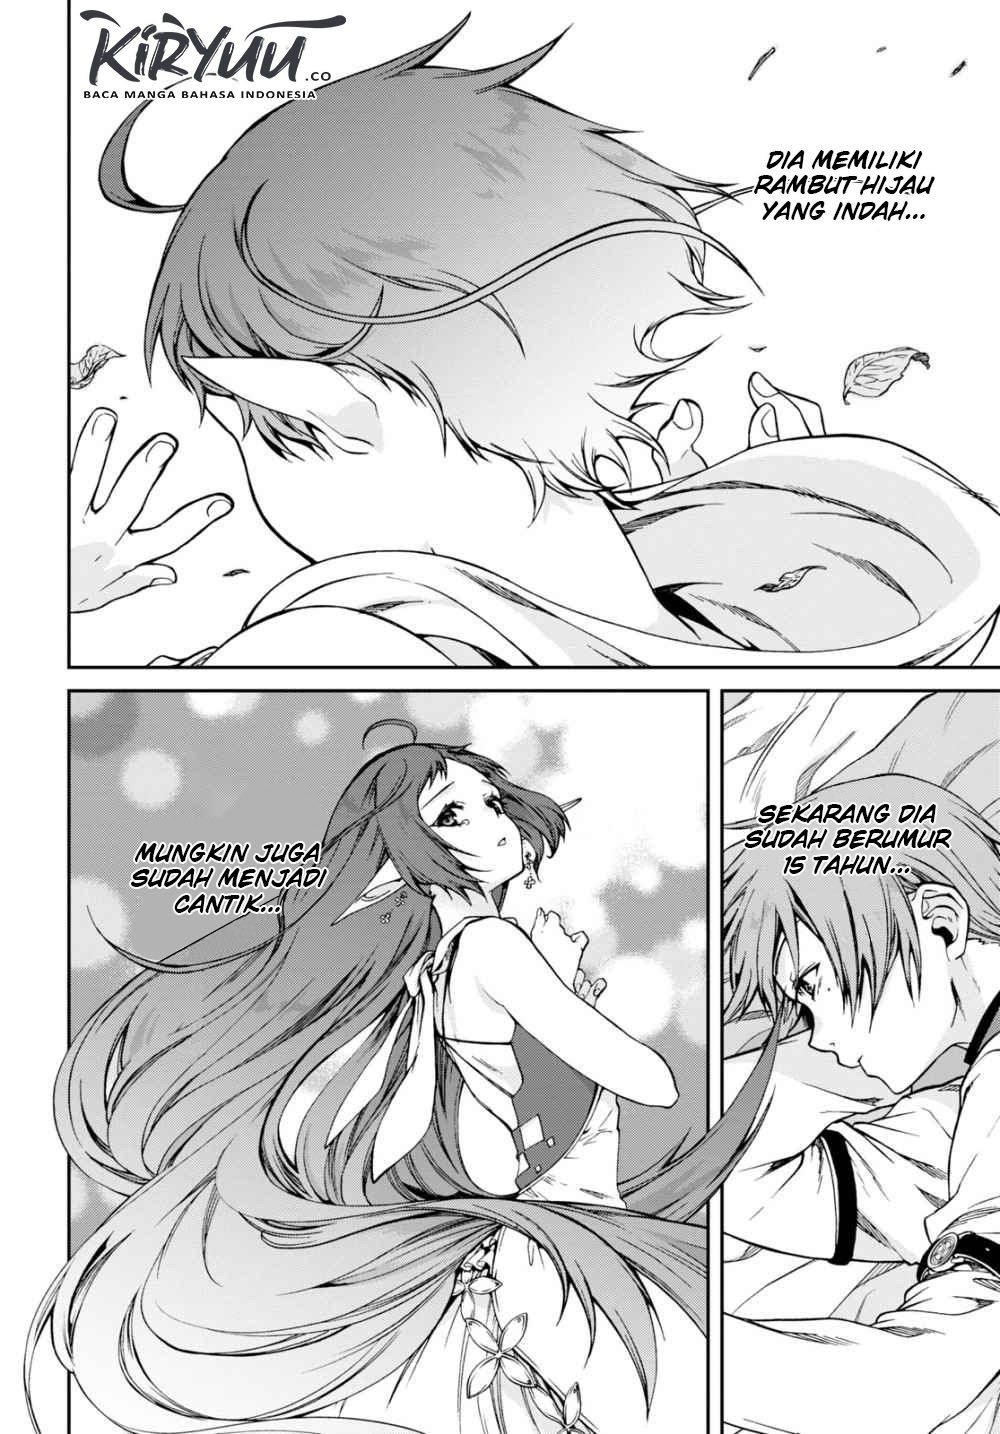 KIRYUU.CO
BACA MANGA BAHASA INDONESIA
DIA MEMILIKI
RAMBUT HIJAU
YANG INDAH...
SEKARANG DIA
SUDAH BERUMUR
15 TAHUN...
MUNGKIN JUGA
SUDAH MENJADI
CANTIK...